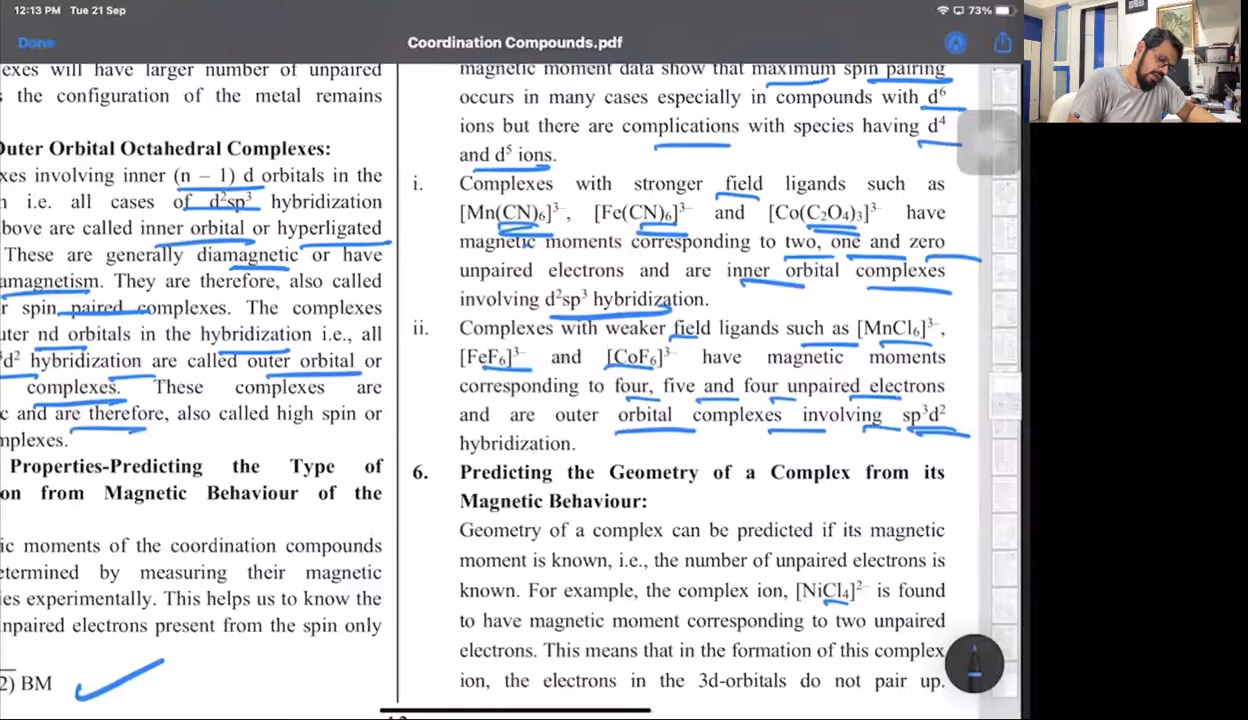 12:13 PM Tue 21 Sep
73%
Done
Coordination Compounds.pdf
exes will have larger number of unpaired
the configuration of the metal remains
Outer Orbital Octahedral Complexes:
xes involving inner (n − 1) d orbitals in the
n i.e. all cases of d²sp³ hybridization
bove are called inner orbital or hyperligated
These are generally diamagnetic or have
amagnetism. They are therefore, also called
r spin paired complexes. The complexes
uter nd orbitals in the hybridization i.e., all
³d² hybridization are called outer orbital or
complexes. These complexes are
c and are therefore, also called high spin or
mplexes.
Properties-Predicting the Type of
on from Magnetic Behaviour of the
ic moments of the coordination compounds
etermined by measuring their magnetic
ies experimentally. This helps us to know the
npaired electrons present from the spin only
2) BM
magnetic moment data show that maximum spin pairing
occurs in many cases especially in compounds with d⁶
ions but there are complications with species having d⁴
and d⁵ ions.
i. Complexes with stronger field ligands such as
[Mn(CN)₆]³⁻, [Fe(CN)₆]³⁻ and [Co(C₂O₄)₃]³⁻ have
magnetic moments corresponding to two, one and zero
unpaired electrons and are inner orbital complexes
involving d²sp³ hybridization.
ii. Complexes with weaker field ligands such as [MnCl₆]³⁻,
[FeF₆]³⁻ and [CoF₆]³⁻ have magnetic moments
corresponding to four, five and four unpaired electrons
and are outer orbital complexes involving sp³d²
hybridization.
6. Predicting the Geometry of a Complex from its
Magnetic Behaviour:
Geometry of a complex can be predicted if its magnetic
moment is known, i.e., the number of unpaired electrons is
known. For example, the complex ion, [NiCl₄]²⁻ is found
to have magnetic moment corresponding to two unpaired
electrons. This means that in the formation of this complex
ion, the electrons in the 3d-orbitals do not pair up.